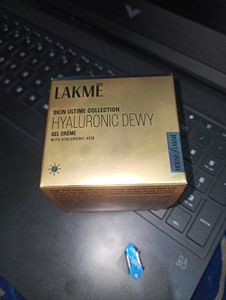 LAKMĒ
SKIN ULTIME COLLECTION
HYALURONIC DEWY
GEL CRÈME
WITH HYALURONIC ACID